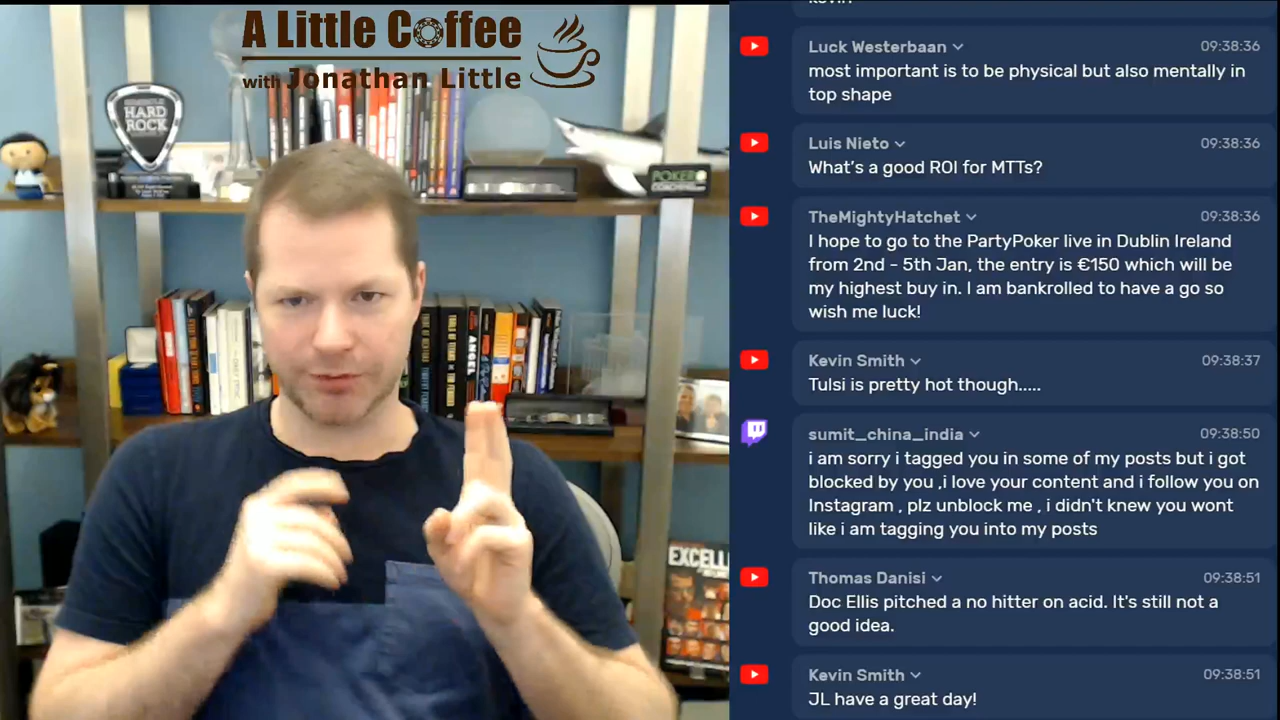 A Little Coffee
with Jonathan Little
HARD
ROCK
POKER
COACHING
ANGEL
EXCELL
Luck Westerbaan
09:38:36
most important is to be physical but also mentally in
top shape
Luis Nieto
09:38:36
What's a good ROI for MTTs?
TheMightyHatchet
09:38:36
I hope to go to the PartyPoker live in Dublin Ireland
from 2nd - 5th Jan, the entry is €150 which will be
my highest buy in. I am bankrolled to have a go so
wish me luck!
Kevin Smith
09:38:37
Tulsi is pretty hot though.....
sumit_china_india
09:38:50
i am sorry i tagged you in some of my posts but i got
blocked by you ,i love your content and i follow you on
Instagram , plz unblock me , i didn't knew you wont
like i am tagging you into my posts
Thomas Danisi
09:38:51
Doc Ellis pitched a no hitter on acid. It's still not a
good idea.
Kevin Smith
09:38:51
JL have a great day!